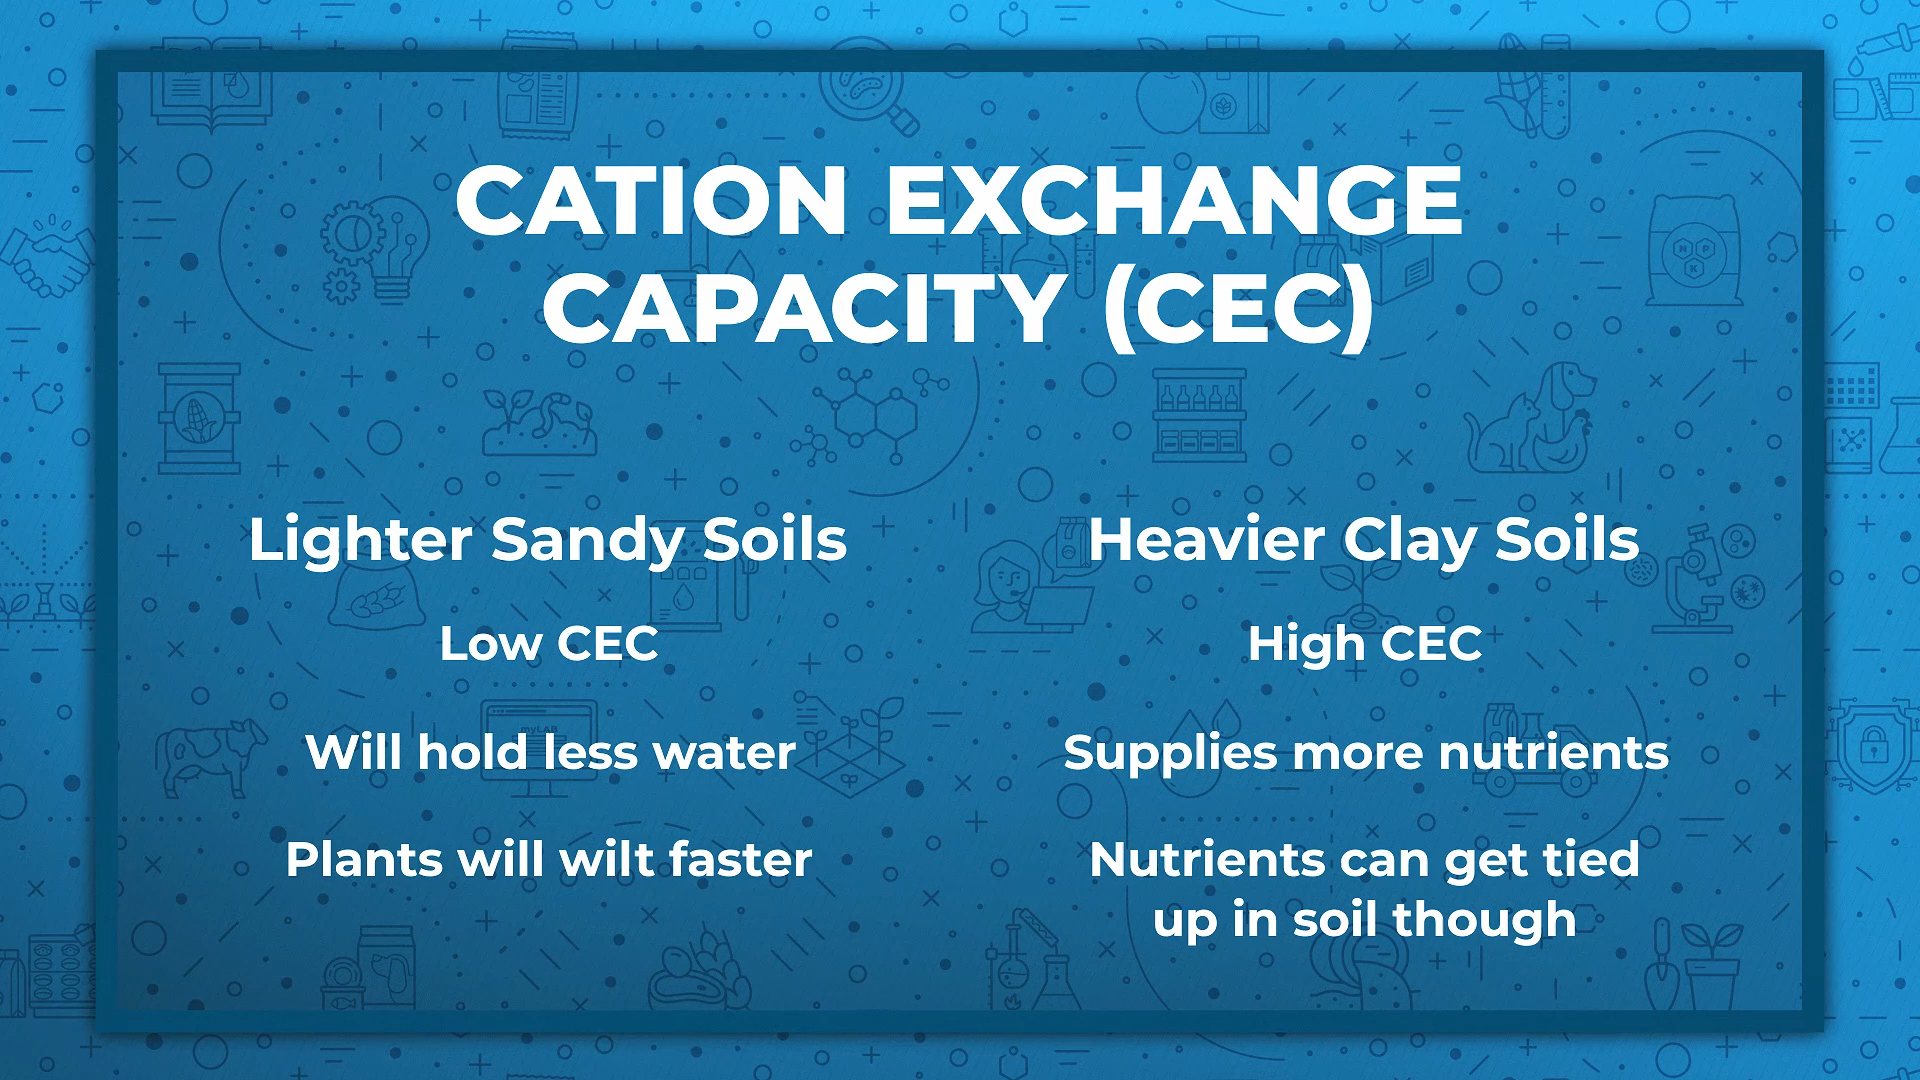 CATION EXCHANGE
CAPACITY (CEC)
Lighter Sandy Soils
Low CEC
Will hold less water
Plants will wilt faster
Heavier Clay Soils
High CEC
Supplies more nutrients
Nutrients can get tied
up in soil though
myLAB
N P
K